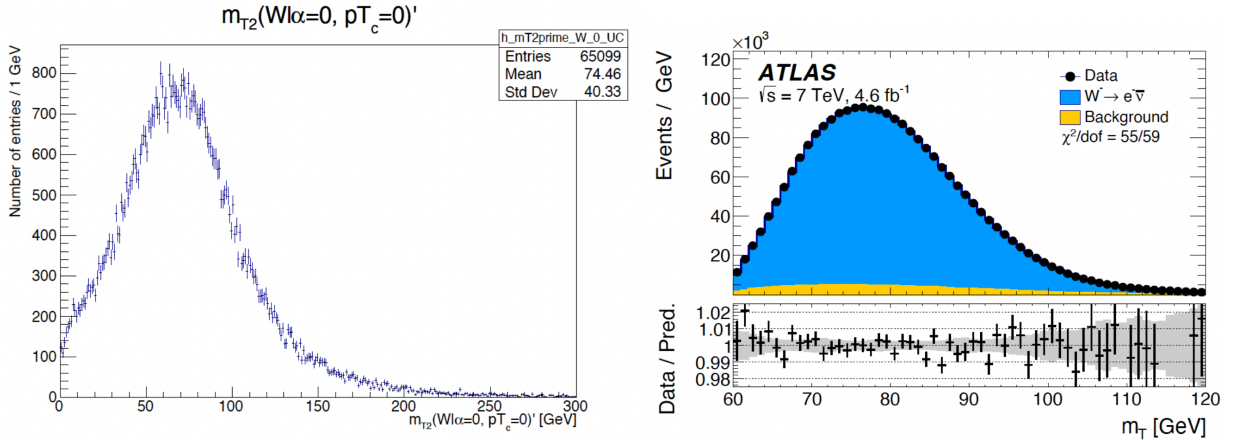 m_T2(Wlα=0, pT_c=0)'
h_mT2prime_W_0_UC
Entries 65099
Mean 74.46
Std Dev 40.33
Number of entries / 1 GeV
800
700
600
500
400
300
200
100
0
0 50 100 150 200 250 300
m_T2(Wlα=0, pT_c=0)' [GeV]
×10³
ATLAS
√s = 7 TeV, 4.6 fb⁻¹
Data
W⁻→ e⁻ν̄
Background
χ²/dof = 55/59
Events / GeV
120
100
80
60
40
20
Data / Pred.
1.02
1.01
1
0.99
0.98
60 70 80 90 100 110 120
m_T [GeV]